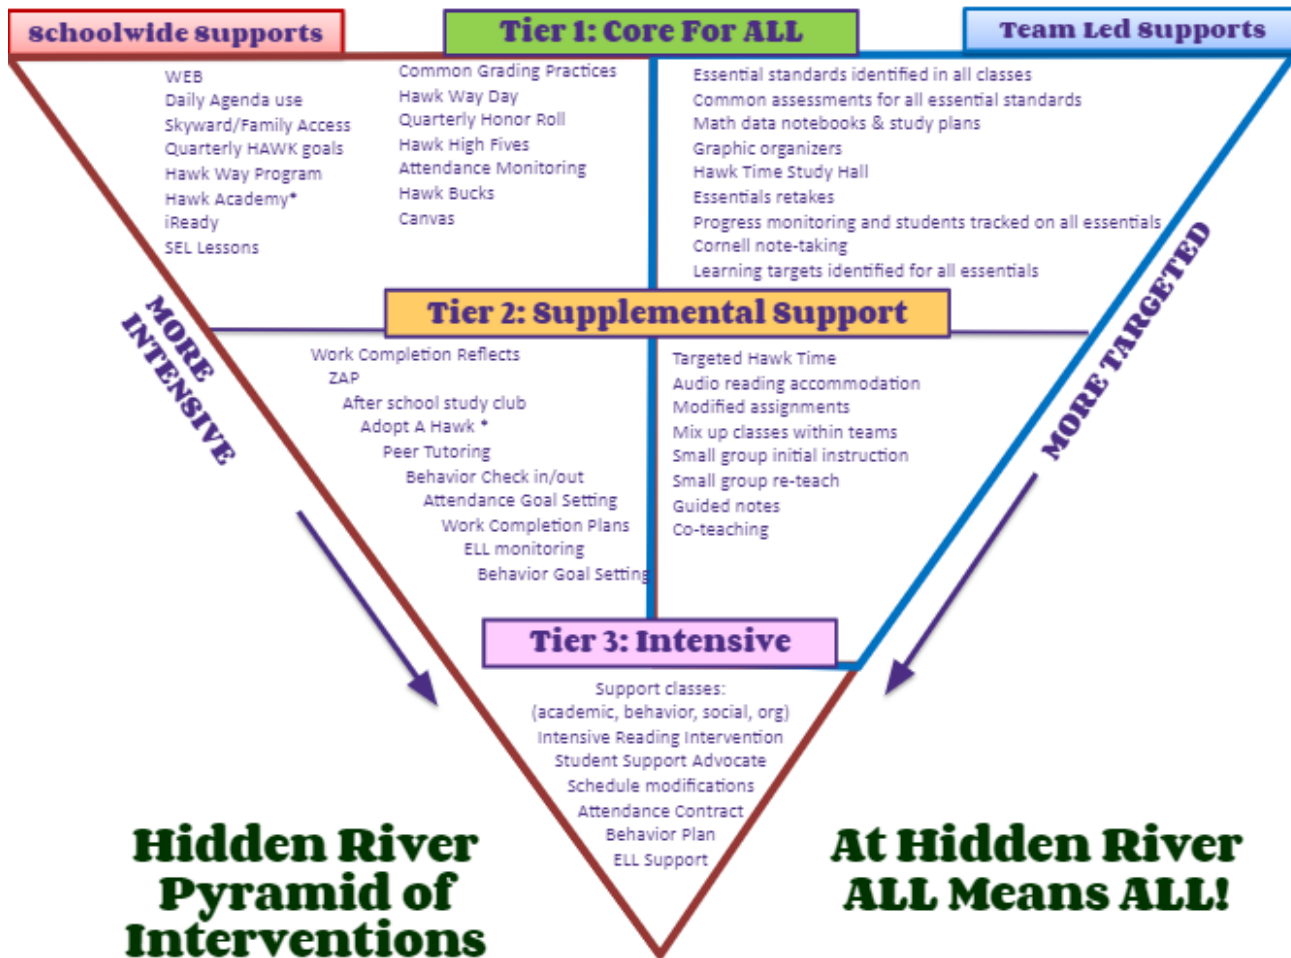 Schoolwide Supports
Tier 1: Core For ALL
Team Led Supports
WEB
Daily Agenda use
Skyward/Family Access
Quarterly HAWK goals
Hawk Way Program
Hawk Academy*
iReady
SEL Lessons
Common Grading Practices
Hawk Way Day
Quarterly Honor Roll
Hawk High Fives
Attendance Monitoring
Hawk Bucks
Canvas
Essential standards identified in all classes
Common assessments for all essential standards
Math data notebooks & study plans
Graphic organizers
Hawk Time Study Hall
Essentials retakes
Progress monitoring and students tracked on all essentials
Cornell note-taking
Learning targets identified for all essentials
MORE
INTENSIVE
MORE TARGETED
Tier 2: Supplemental Support
Work Completion Reflects
ZAP
After school study club
Adopt A Hawk *
Peer Tutoring
Behavior Check in/out
Attendance Goal Setting
Work Completion Plans
ELL monitoring
Behavior Goal Setting
Targeted Hawk Time
Audio reading accommodation
Modified assignments
Mix up classes within teams
Small group initial instruction
Small group re-teach
Guided notes
Co-teaching
Tier 3: Intensive
Support classes:
(academic, behavior, social, org)
Intensive Reading Intervention
Student Support Advocate
Schedule modifications
Attendance Contract
Behavior Plan
ELL Support
Hidden River
Pyramid of
Interventions
At Hidden River
ALL Means ALL!